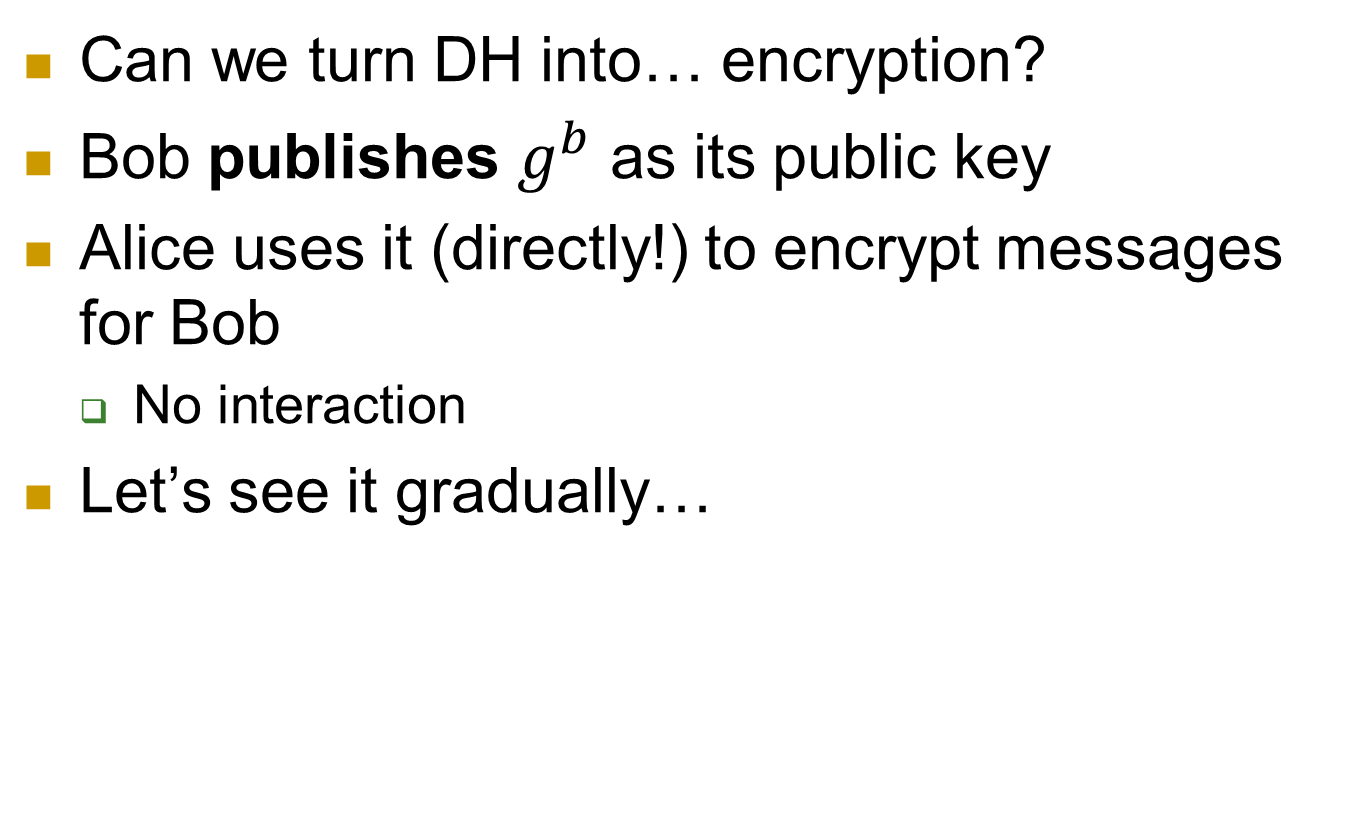 Can we turn DH into… encryption?
Bob publishes g^b as its public key
Alice uses it (directly!) to encrypt messages
for Bob
No interaction
Let’s see it gradually…